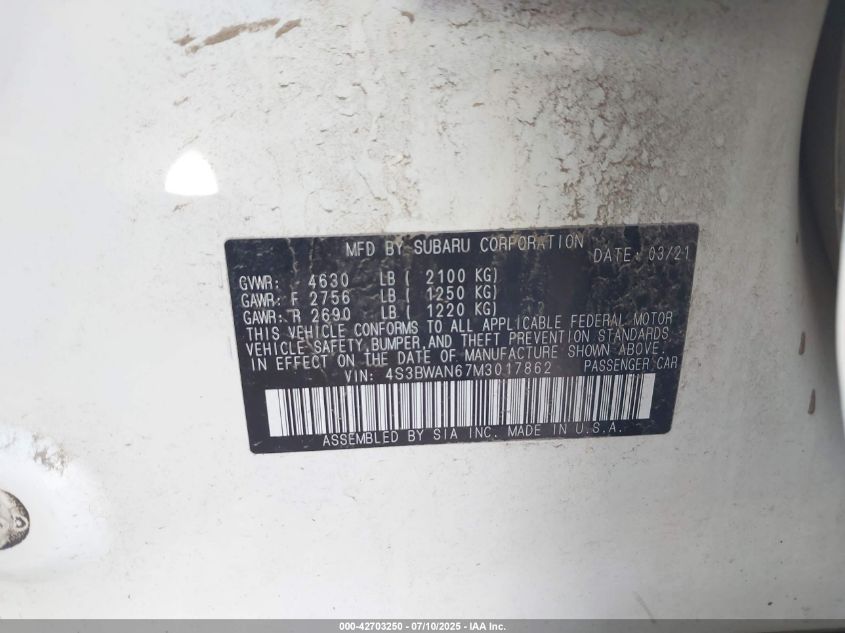 MFD BY SUBARU CORPORATION DATE: 03/21
GVWR: 4630 LB ( 2100 KG)
GAWR: F 2756 LB ( 1250 KG)
GAWR: R 2690 LB ( 1220 KG)
THIS VEHICLE CONFORMS TO ALL APPLICABLE FEDERAL MOTOR
VEHICLE SAFETY, BUMPER, AND THEFT PREVENTION STANDARDS
IN EFFECT ON THE DATE OF MANUFACTURE SHOWN ABOVE.
VIN: 4S3BWAN67M3017862 PASSENGER CAR
ASSEMBLED BY SIA INC. MADE IN U.S.A.
000-42703250 - 07/10/2025 - IAA Inc.